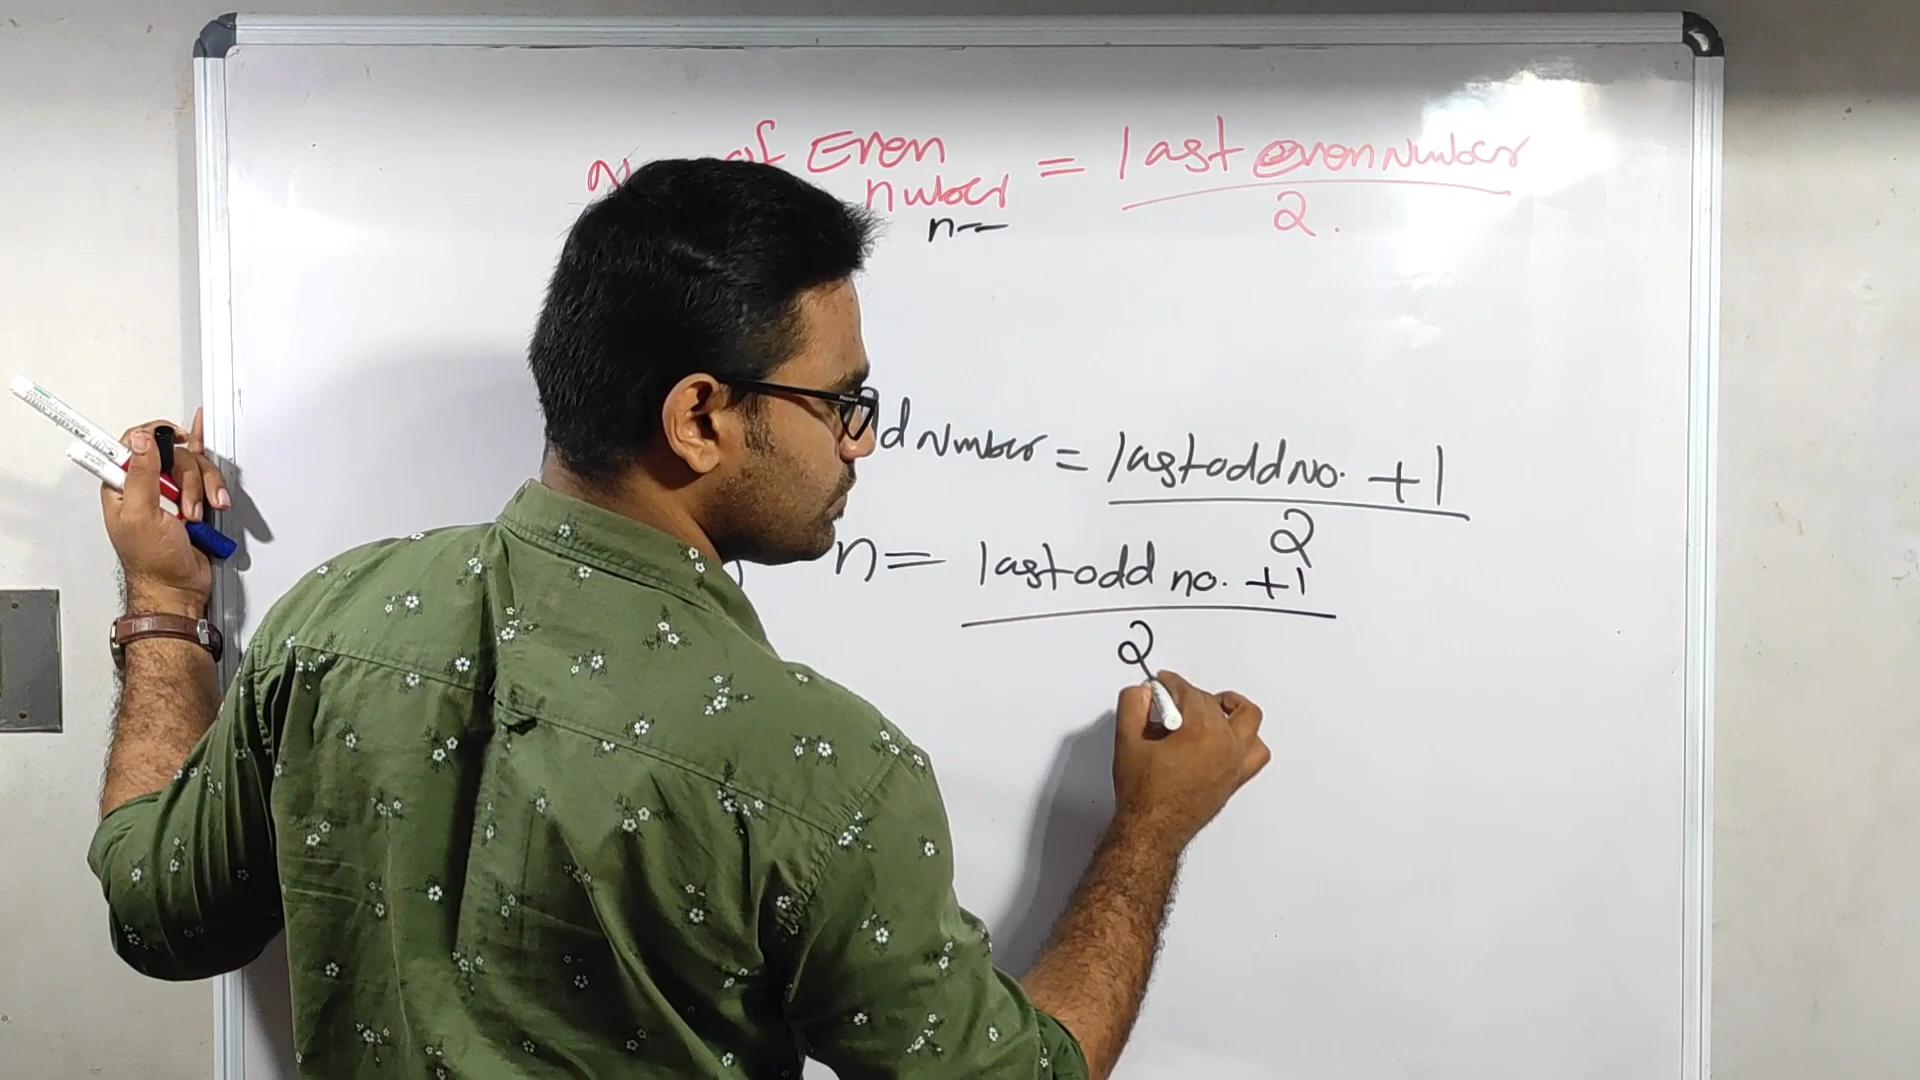 of Even number = last even Number / 2.
n=
d Number = last odd no. + 1 / 2
n = last odd no. + 1 / 2